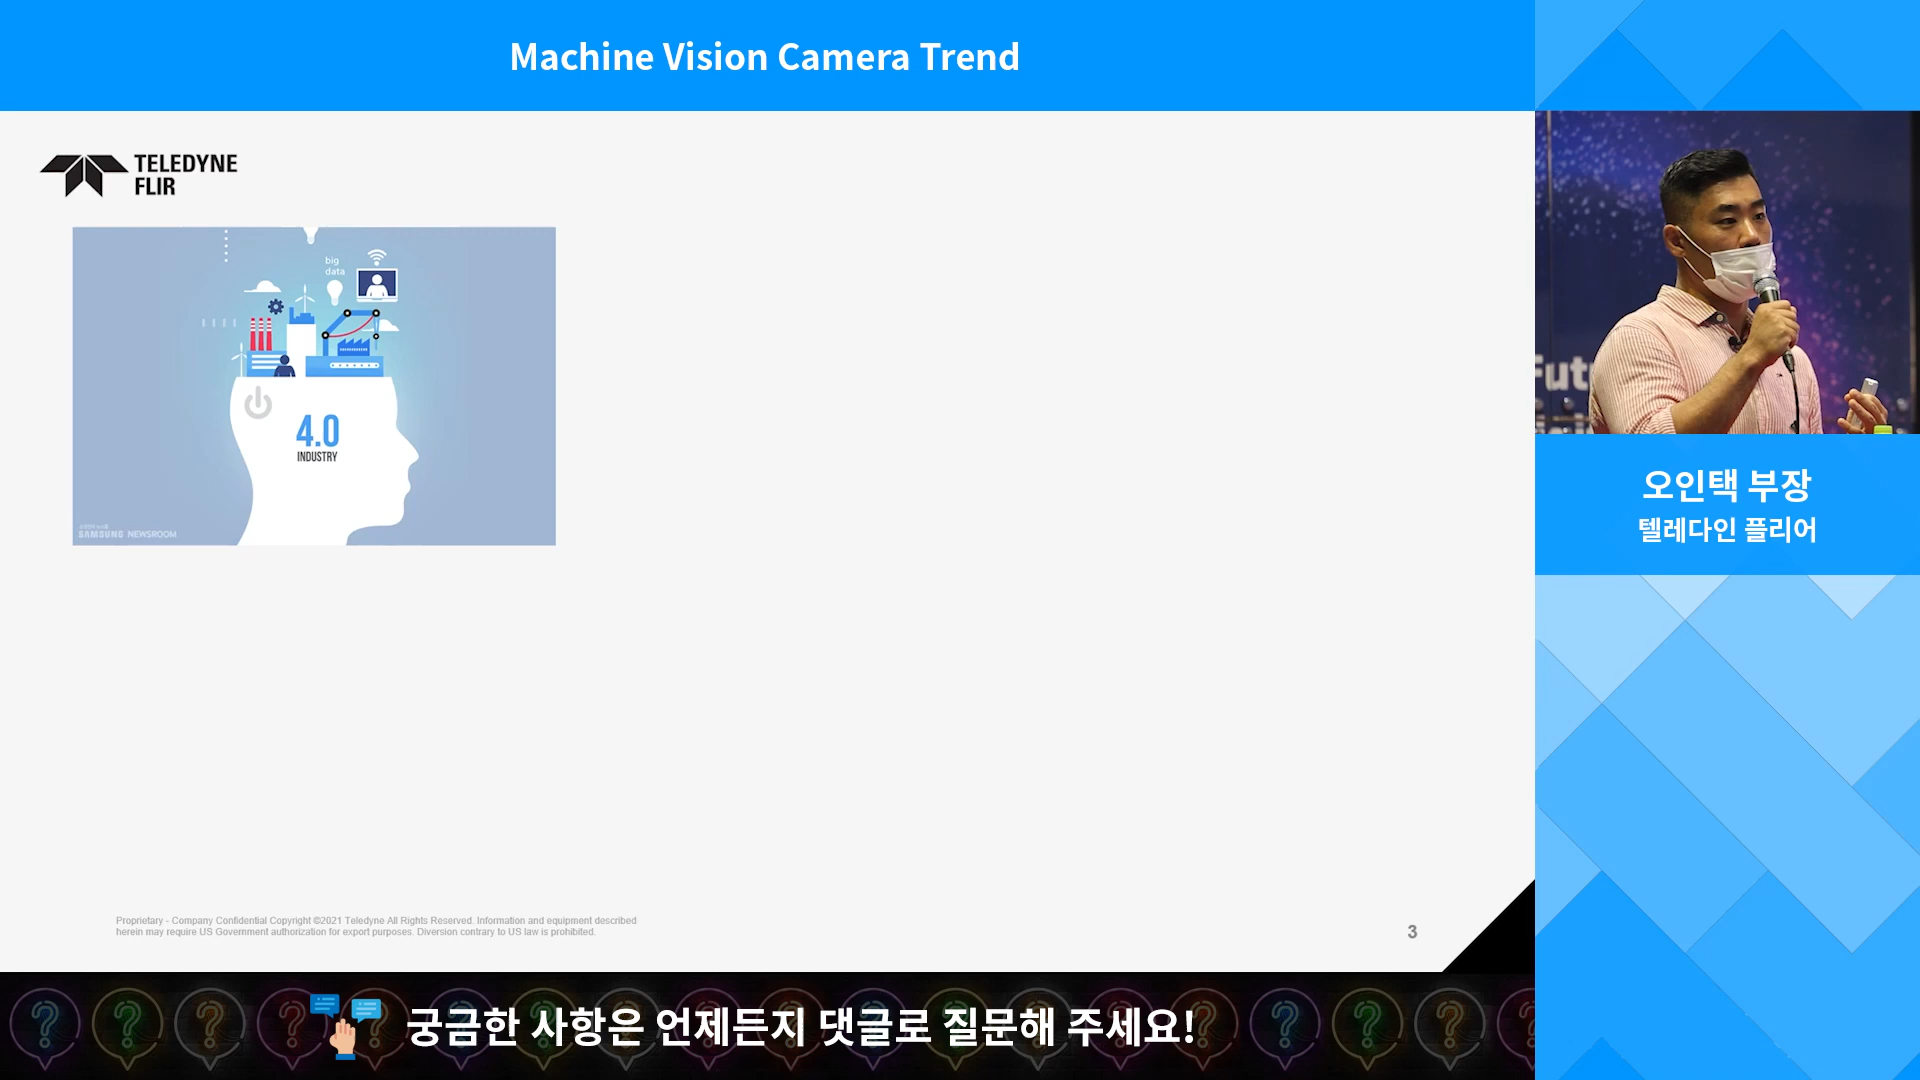 Machine Vision Camera Trend
TELEDYNE
FLIR
big
data
4.0
INDUSTRY
SAMSUNG NEWSROOM
Fut
오인택 부장
텔레다인 플리어
Proprietary - Company Confidential Copyright ©2021 Teledyne All Rights Reserved. Information and equipment described
herein may require US Government authorization for export purposes. Diversion contrary to US law is prohibited.
3
궁금한 사항은 언제든지 댓글로 질문해 주세요!